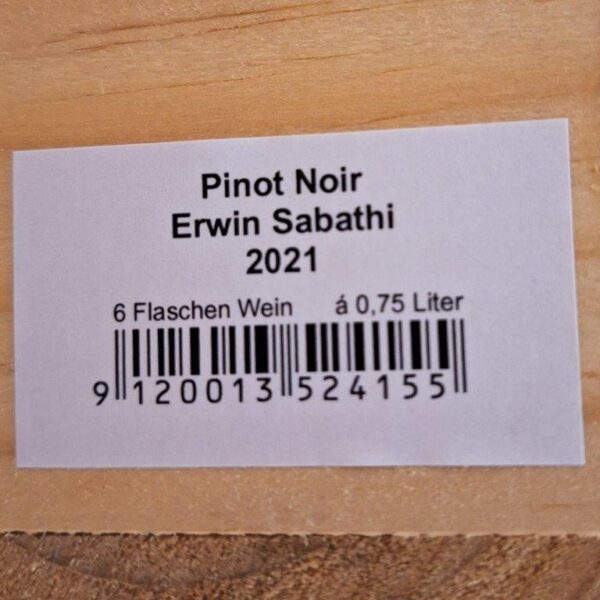 Pinot Noir
Erwin Sabathi
2021
6 Flaschen Wein á 0,75 Liter
9 120013 524155